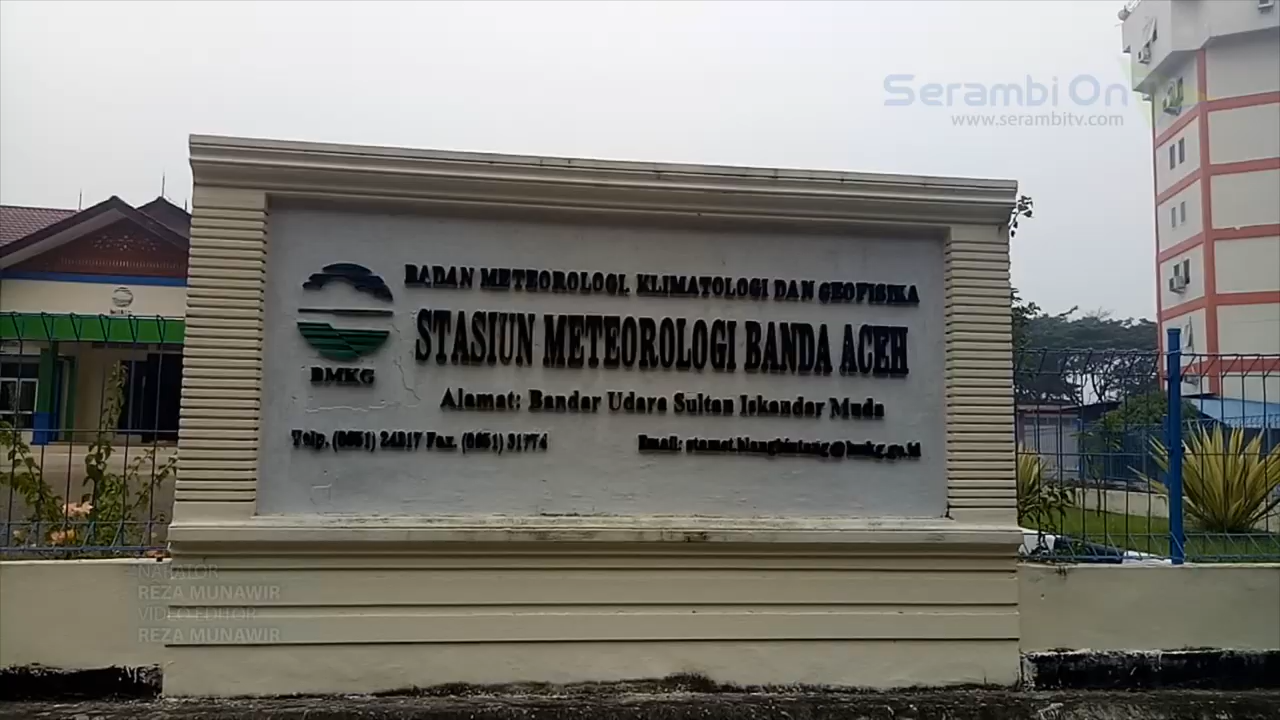 Serambi On
www.serambitv.com
BADAN METEOROLOGI, KLIMATOLOGI DAN GEOFISIKA
STASIUN METEOROLOGI BANDA ACEH
BMKG
Alamat: Bandar Udara Sultan Iskandar Muda
Telp. (0651) 24217 Fax. (0651) 31774
Email: stamet.blangbintang@bmkg.go.id
NARATOR
REZA MUNAWIR
VIDEO EDITOR
REZA MUNAWIR